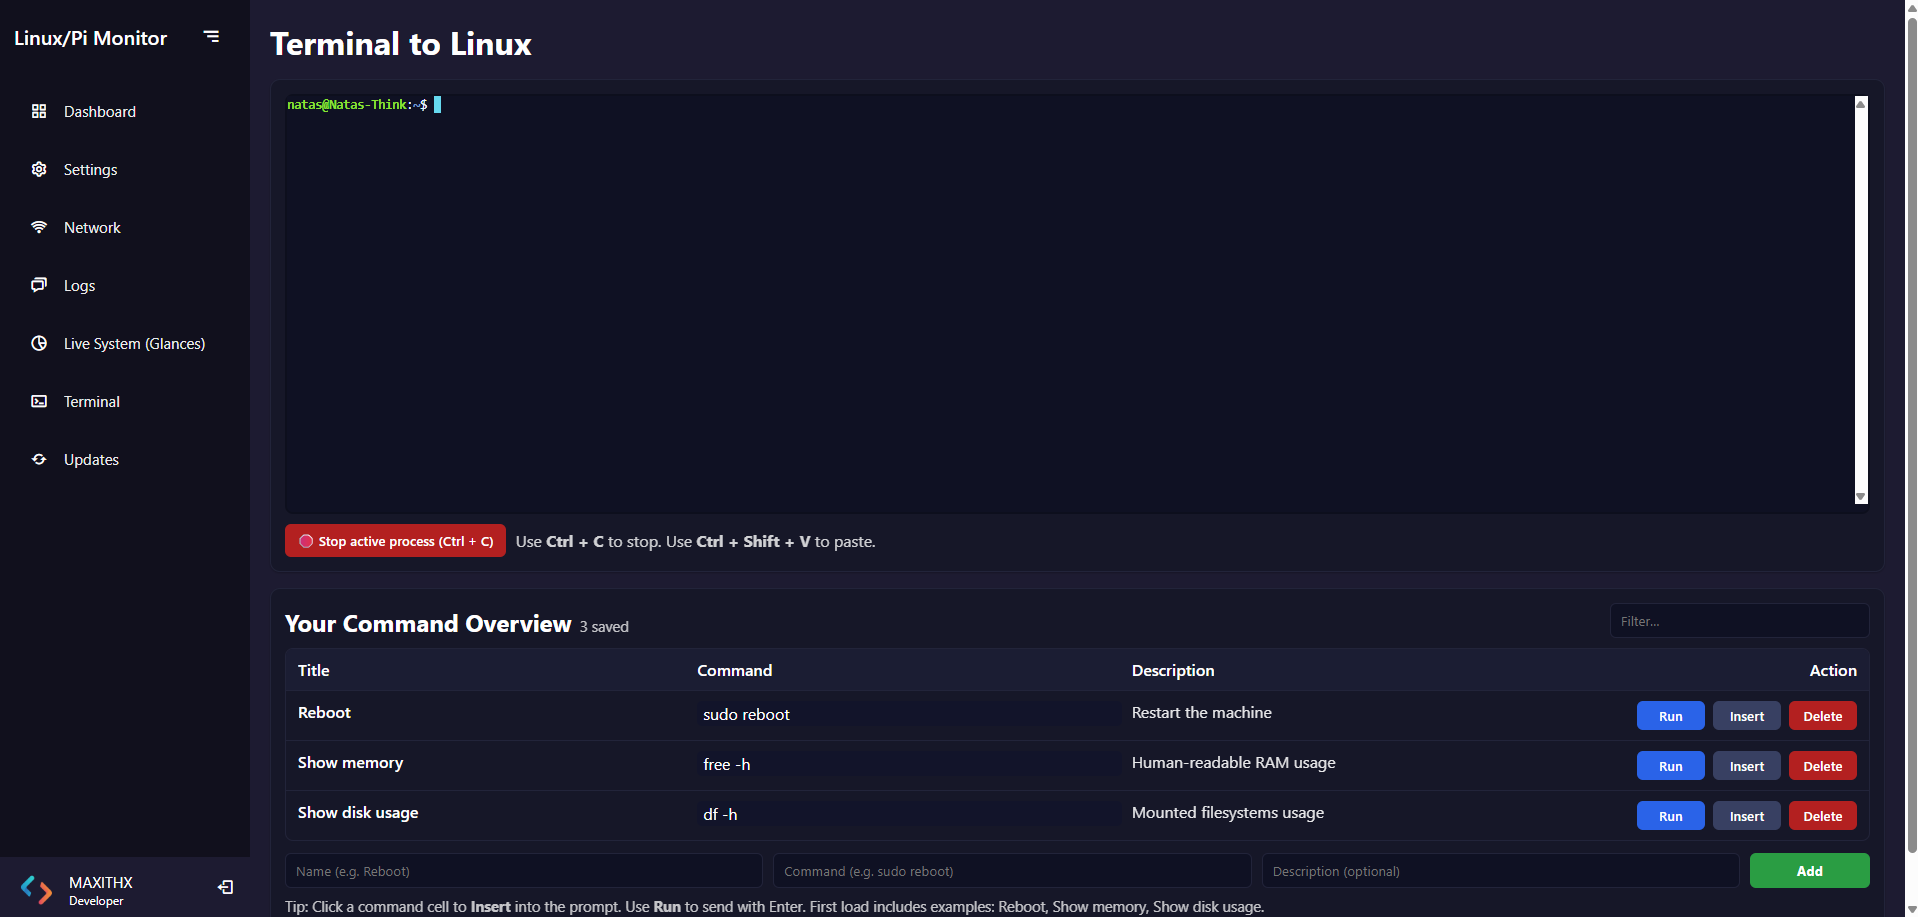 Linux/Pi Monitor
Dashboard
Settings
Network
Logs
Live System (Glances)
Terminal
Updates
MAXITHX
Developer
Terminal to Linux
natas@Natas-Think:~$
Stop active process (Ctrl + C) Use Ctrl + C to stop. Use Ctrl + Shift + V to paste.
Your Command Overview 3 saved Filter...
Title Command Description Action
Reboot sudo reboot Restart the machine Run Insert Delete
Show memory free -h Human-readable RAM usage Run Insert Delete
Show disk usage df -h Mounted filesystems usage Run Insert Delete
Name (e.g. Reboot) Command (e.g. sudo reboot) Description (optional) Add
Tip: Click a command cell to Insert into the prompt. Use Run to send with Enter. First load includes examples: Reboot, Show memory, Show disk usage.